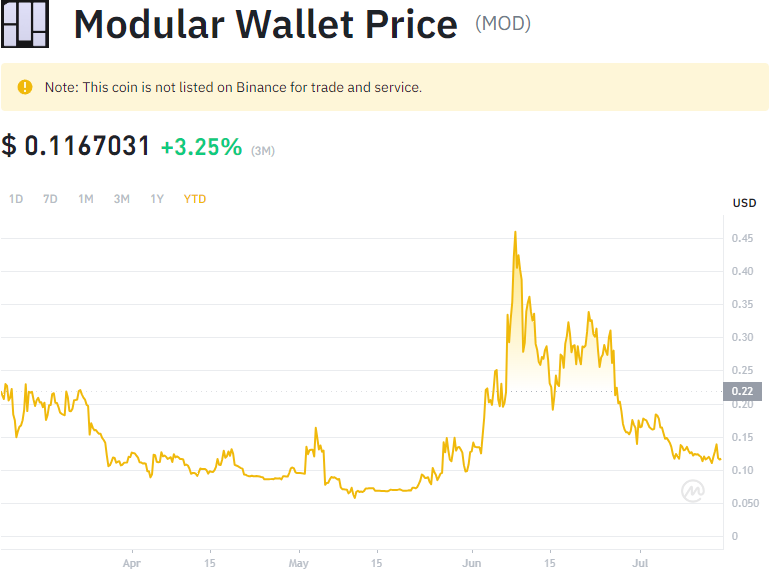 Modular Wallet Price (MOD)
Note: This coin is not listed on Binance for trade and service.
$ 0.1167031 +3.25% (3M)
1D 7D 1M 3M 1Y YTD
USD
0.45
0.40
0.35
0.30
0.25
0.22
0.20
0.15
0.10
0.050
0
Apr 15 May 15 Jun 15 Jul